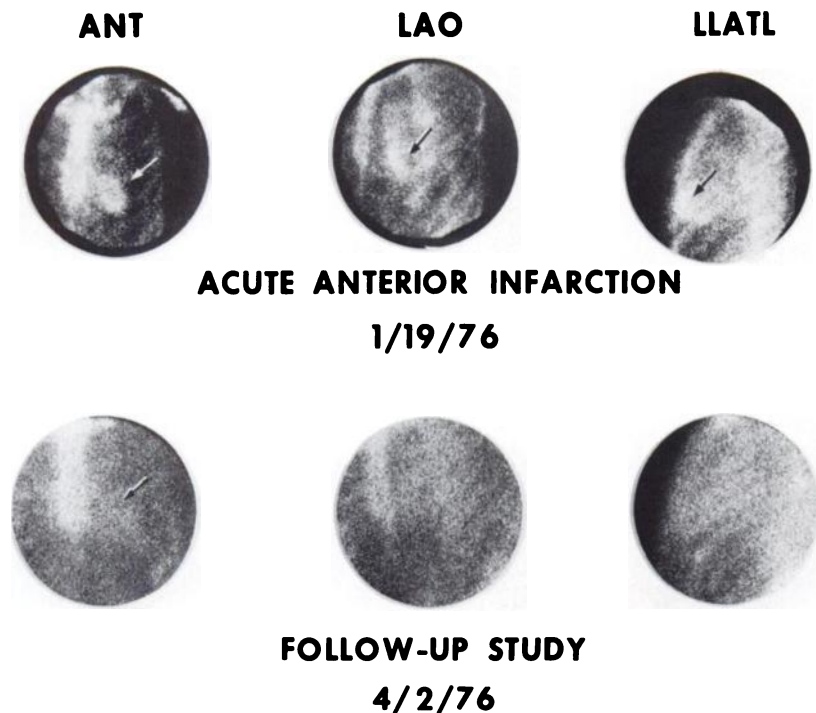 ANT LAO LLATL
ACUTE ANTERIOR INFARCTION
1/19/76
FOLLOW-UP STUDY
4/2/76